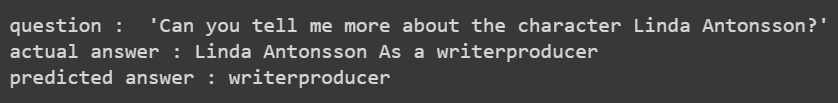 question :  'Can you tell me more about the character Linda Antonsson?'
actual answer : Linda Antonsson As a writerproducer
predicted answer : writerproducer